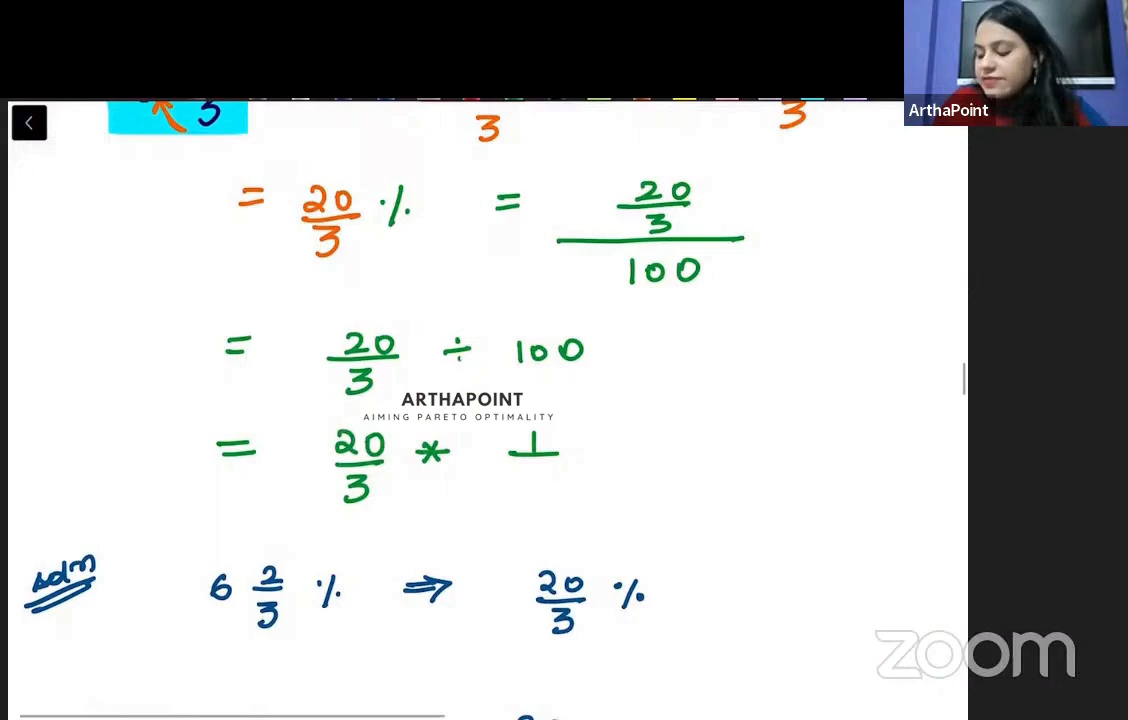 ArthaPoint
3
3
3
= 20/3 % = 20/3 / 100
= 20/3 ÷ 100
ARTHAPOINT
AIMING PARETO OPTIMALITY
= 20/3 * 1
Soln 6 2/3 % ⇒ 20/3 %
zoom